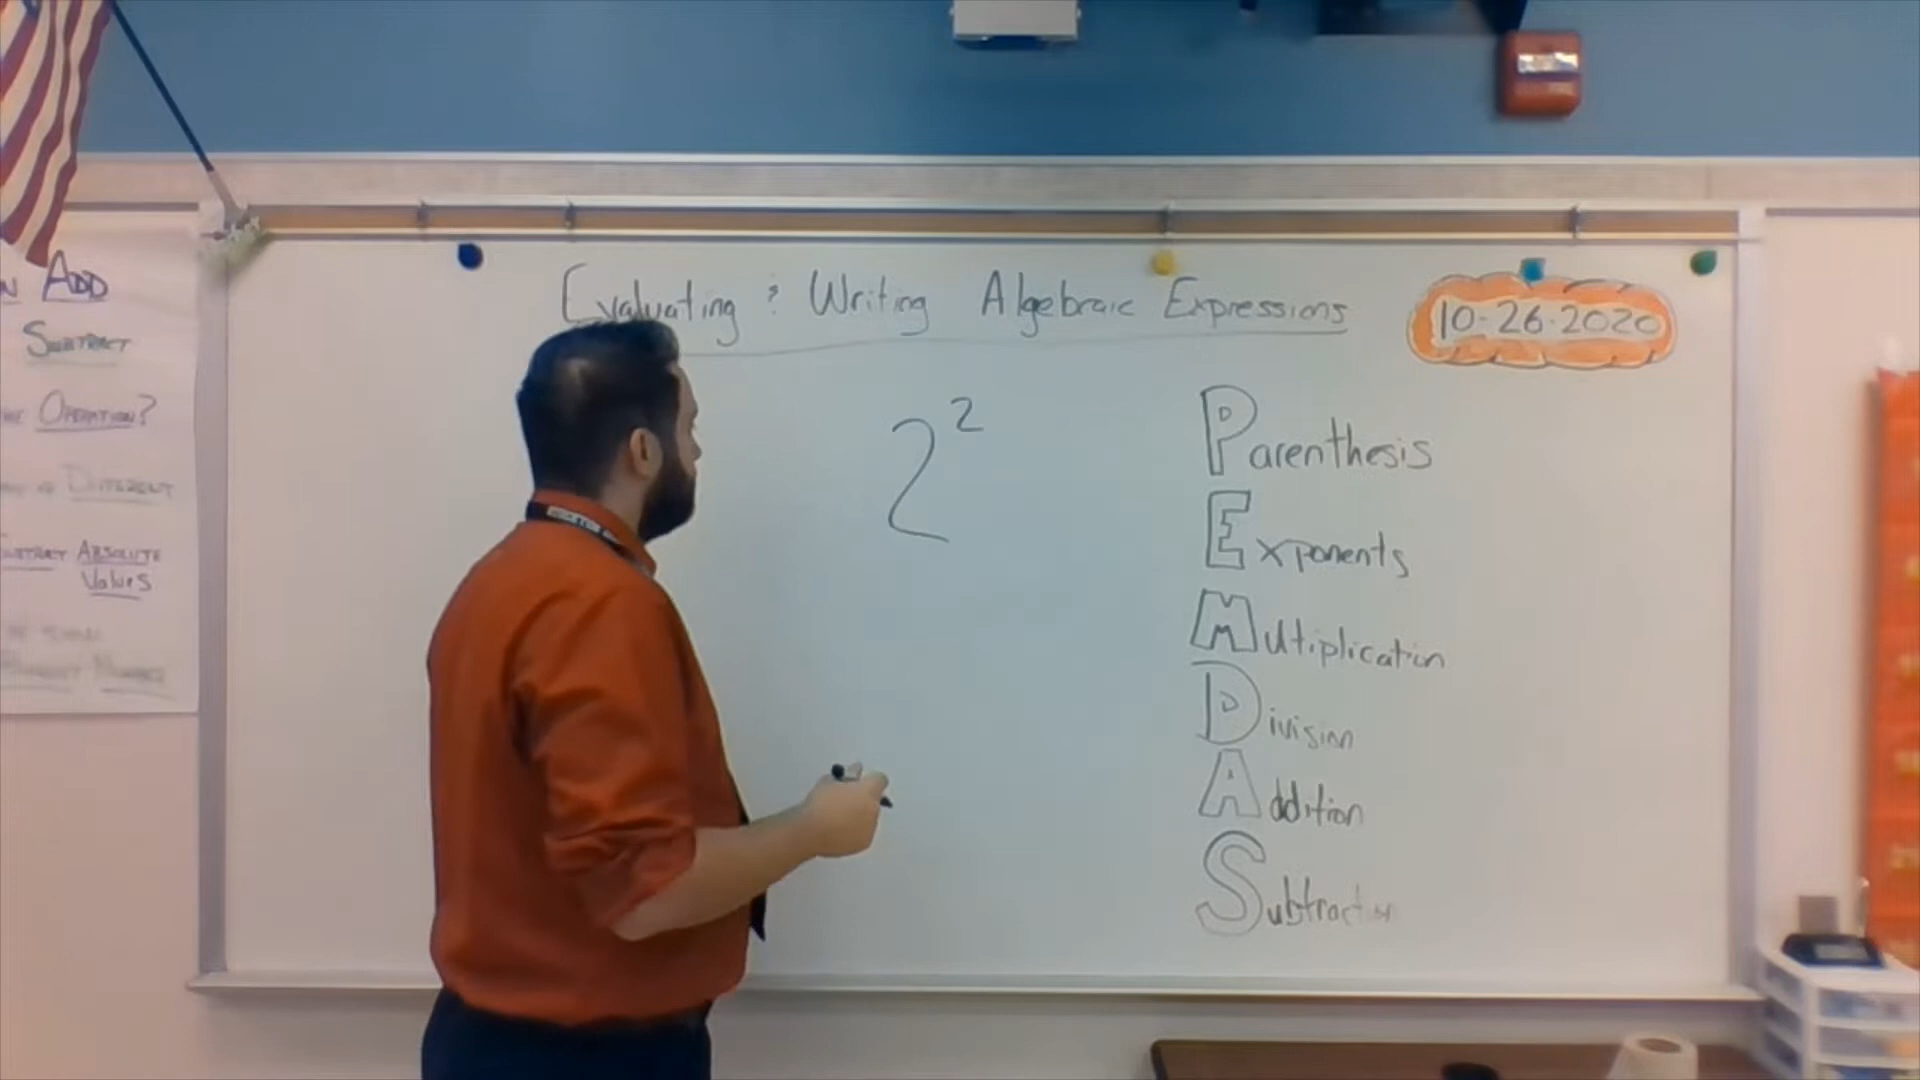 Evaluating & Writing Algebraic Expressions
10-26-2020
2²
Parenthesis
Exponents
Multiplication
Division
Addition
Subtraction
ADD
SUBTRACT
OPERATION?
DIFFERENT
ABSOLUTE
VALUES